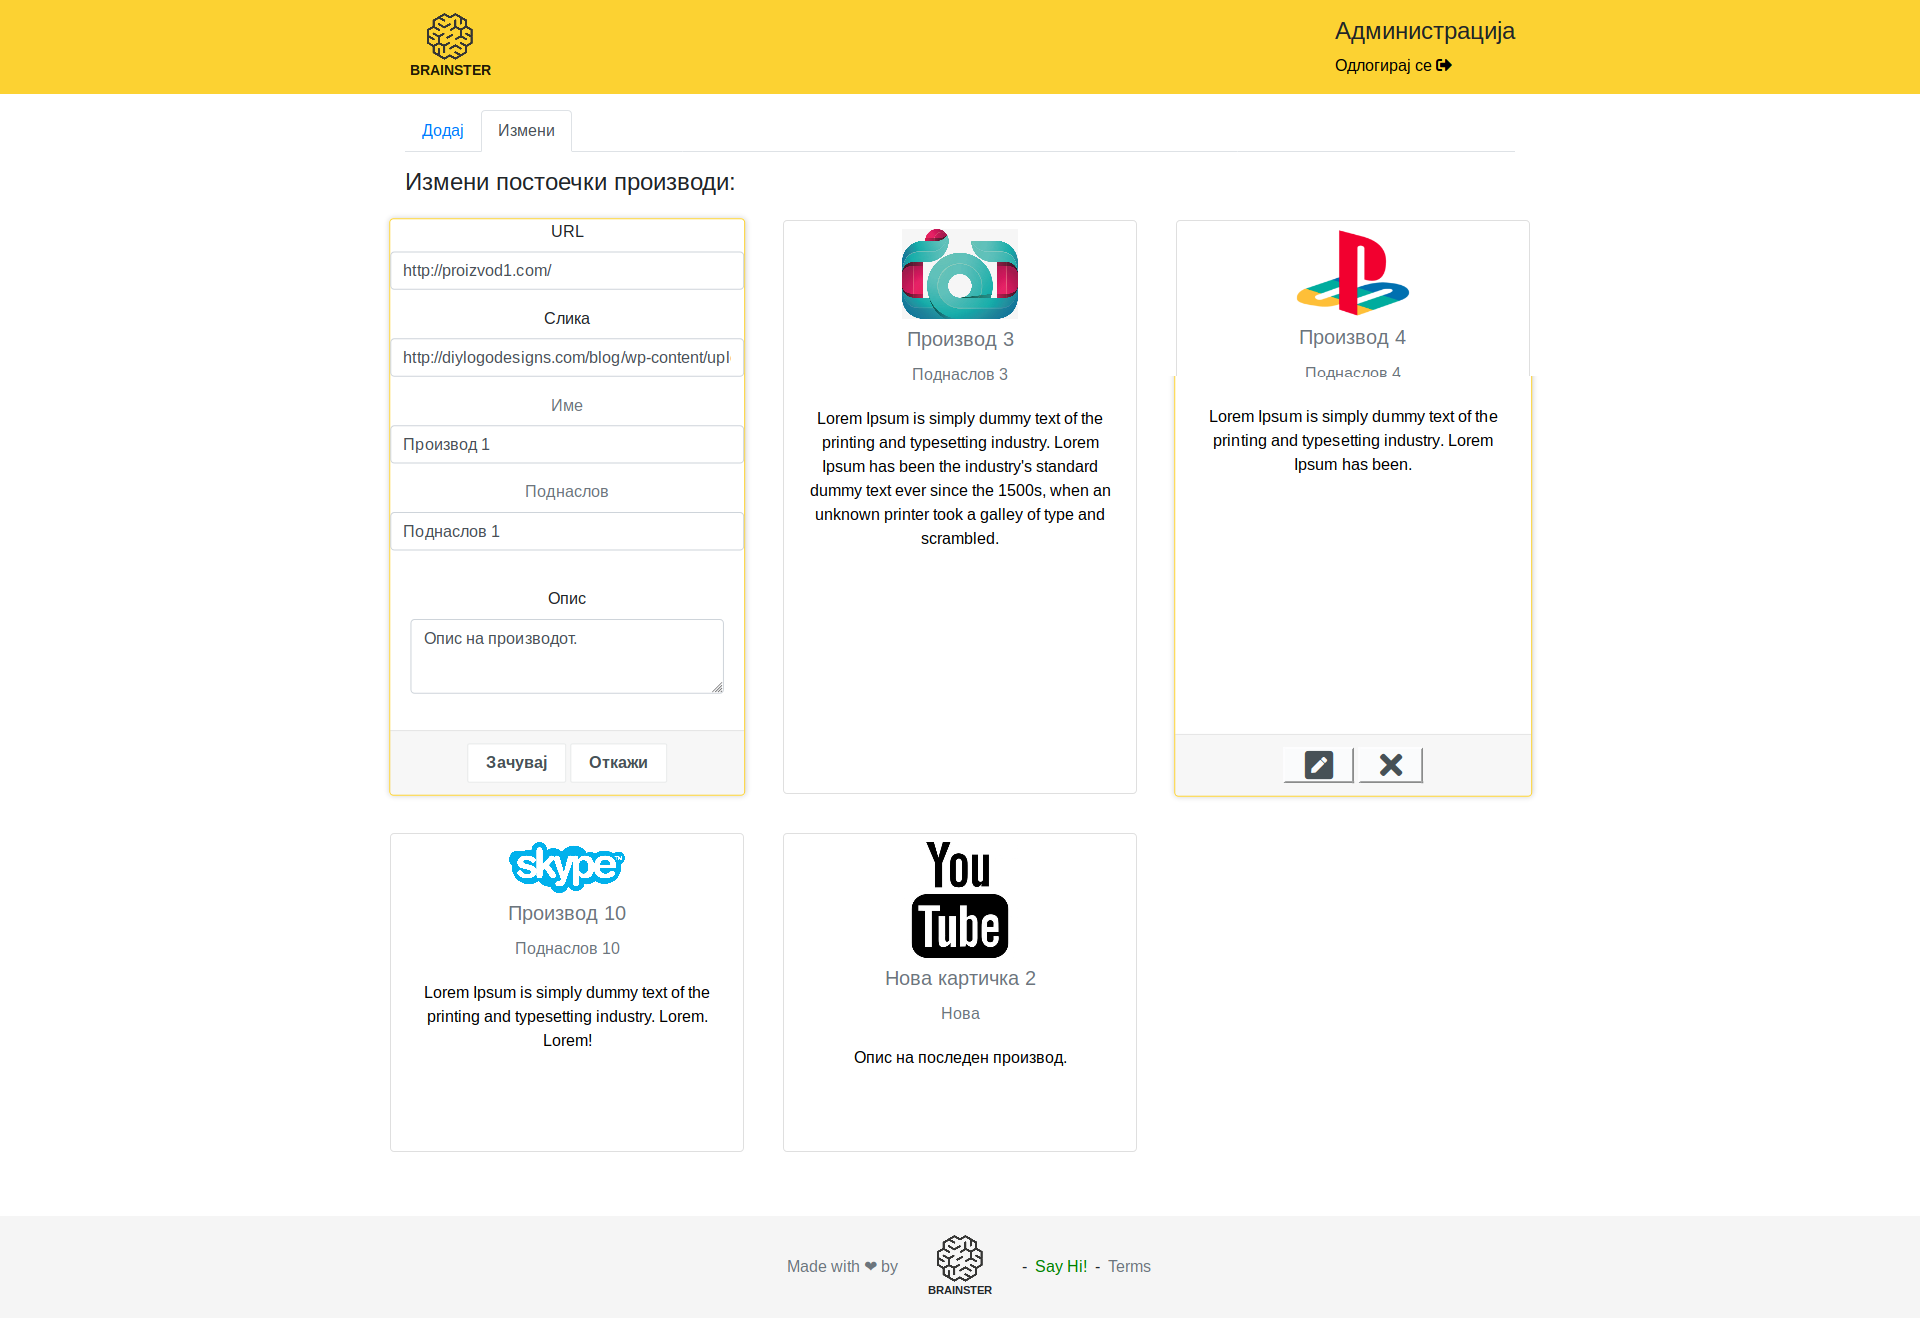 BRAINSTER
Администрација
Одлогирај се
Додај
Измени
Измени постоечки производи:
URL
http://proizvod1.com/
Слика
http://diylogodesigns.com/blog/wp-content/uplo
Име
Производ 1
Поднаслов
Поднаслов 1
Опис
Опис на производот.
Зачувај
Откажи
Производ 3
Поднаслов 3
Lorem Ipsum is simply dummy text of the
printing and typesetting industry. Lorem
Ipsum has been the industry's standard
dummy text ever since the 1500s, when an
unknown printer took a galley of type and
scrambled.
Производ 4
Поднаслов 4
Lorem Ipsum is simply dummy text of the
printing and typesetting industry. Lorem
Ipsum has been.
skype™
Производ 10
Поднаслов 10
Lorem Ipsum is simply dummy text of the
printing and typesetting industry. Lorem.
Lorem!
You
Tube
Нова картичка 2
Нова
Опис на последен производ.
Made with ❤ by
BRAINSTER
- Say Hi! - Terms